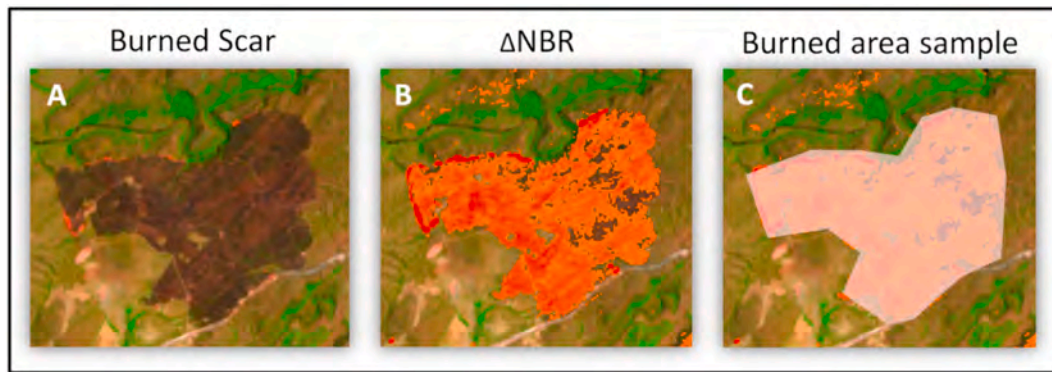 Burned Scar
ΔNBR
Burned area sample
A
B
C